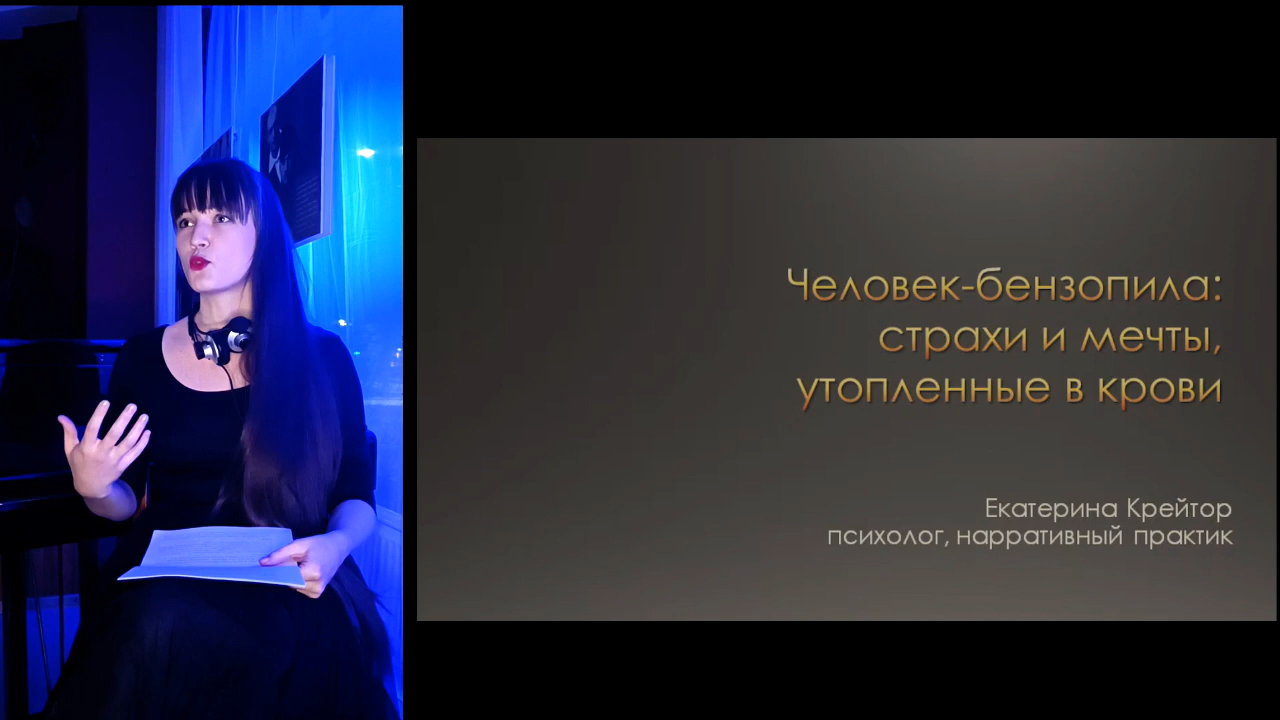 Человек-бензопила:
страхи и мечты,
утопленные в крови
Екатерина Крейтор
психолог, нарративный практик